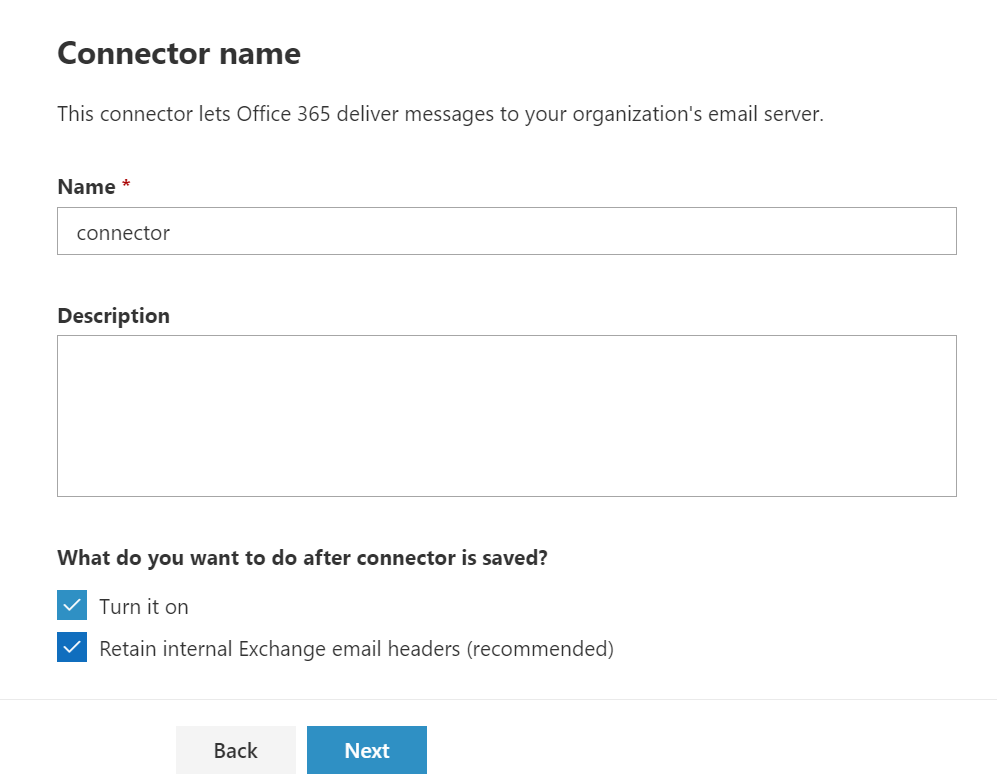 Connector name
This connector lets Office 365 deliver messages to your organization's email server.
Name *
connector
Description
What do you want to do after connector is saved?
Turn it on
Retain internal Exchange email headers (recommended)
Back Next